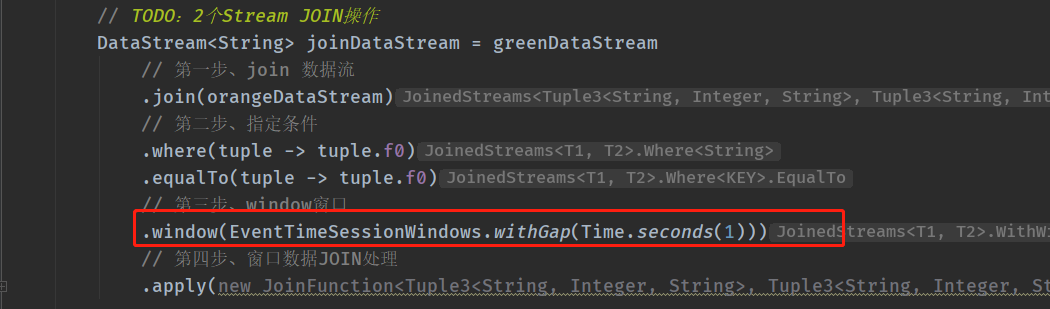 // TODO：2个Stream JOIN操作
DataStream<String> joinDataStream = greenDataStream
// 第一步、join 数据流
.join(orangeDataStream) JoinedStreams<Tuple3<String, Integer, String>, Tuple3<String, Int
// 第二步、指定条件
.where(tuple -> tuple.f0) JoinedStreams<T1, T2>.Where<String>
.equalTo(tuple -> tuple.f0) JoinedStreams<T1, T2>.Where<KEY>.EqualTo
// 第三步、window窗口
.window(EventTimeSessionWindows.withGap(Time.seconds(1))) JoinedStreams<T1, T2>.WithWi
// 第四步、窗口数据JOIN处理
.apply(new JoinFunction<Tuple3<String, Integer, String>, Tuple3<String, Integer, St